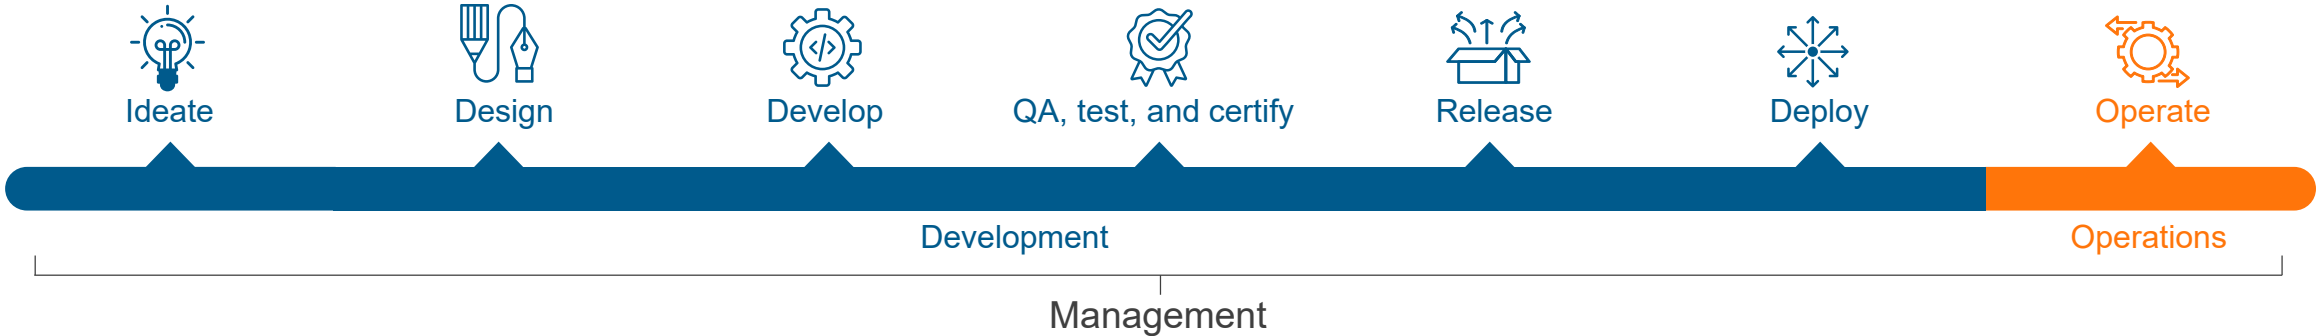 Ideate
Design
Develop
QA, test, and certify
Release
Deploy
Operate
Development
Operations
Management